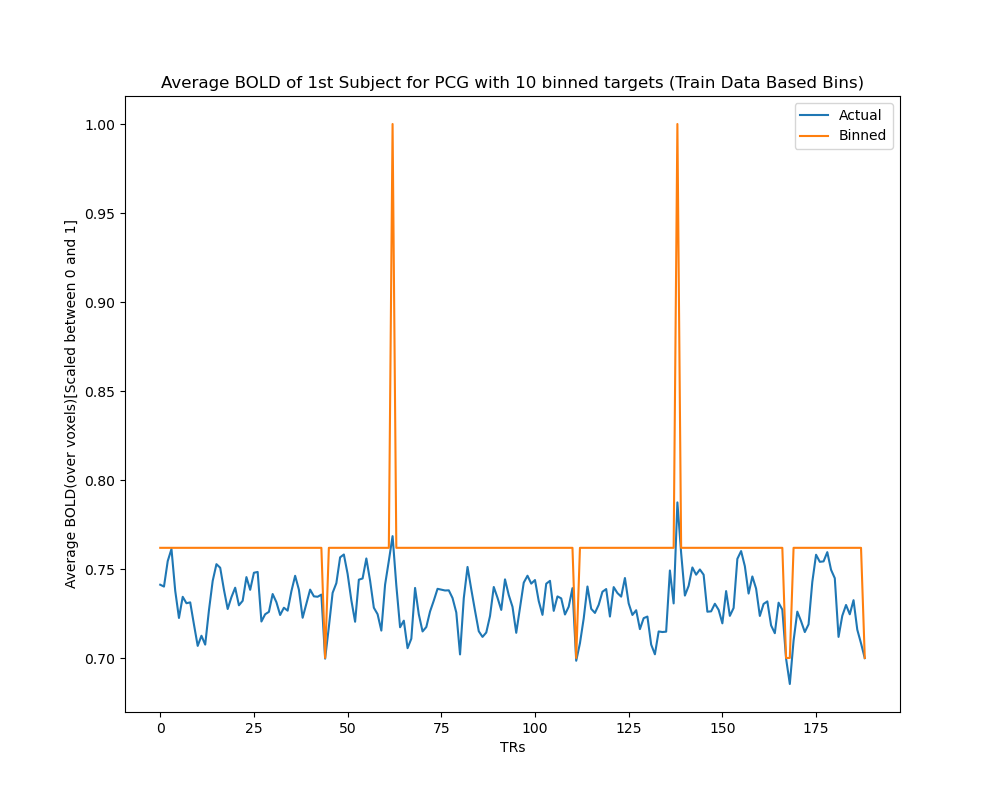 Average BOLD of 1st Subject for PCG with 10 binned targets (Train Data Based Bins)
Actual
Binned
1.00
0.95
0.90
0.85
0.80
0.75
0.70
Average BOLD(over voxels)[Scaled between 0 and 1]
0 25 50 75 100 125 150 175
TRs